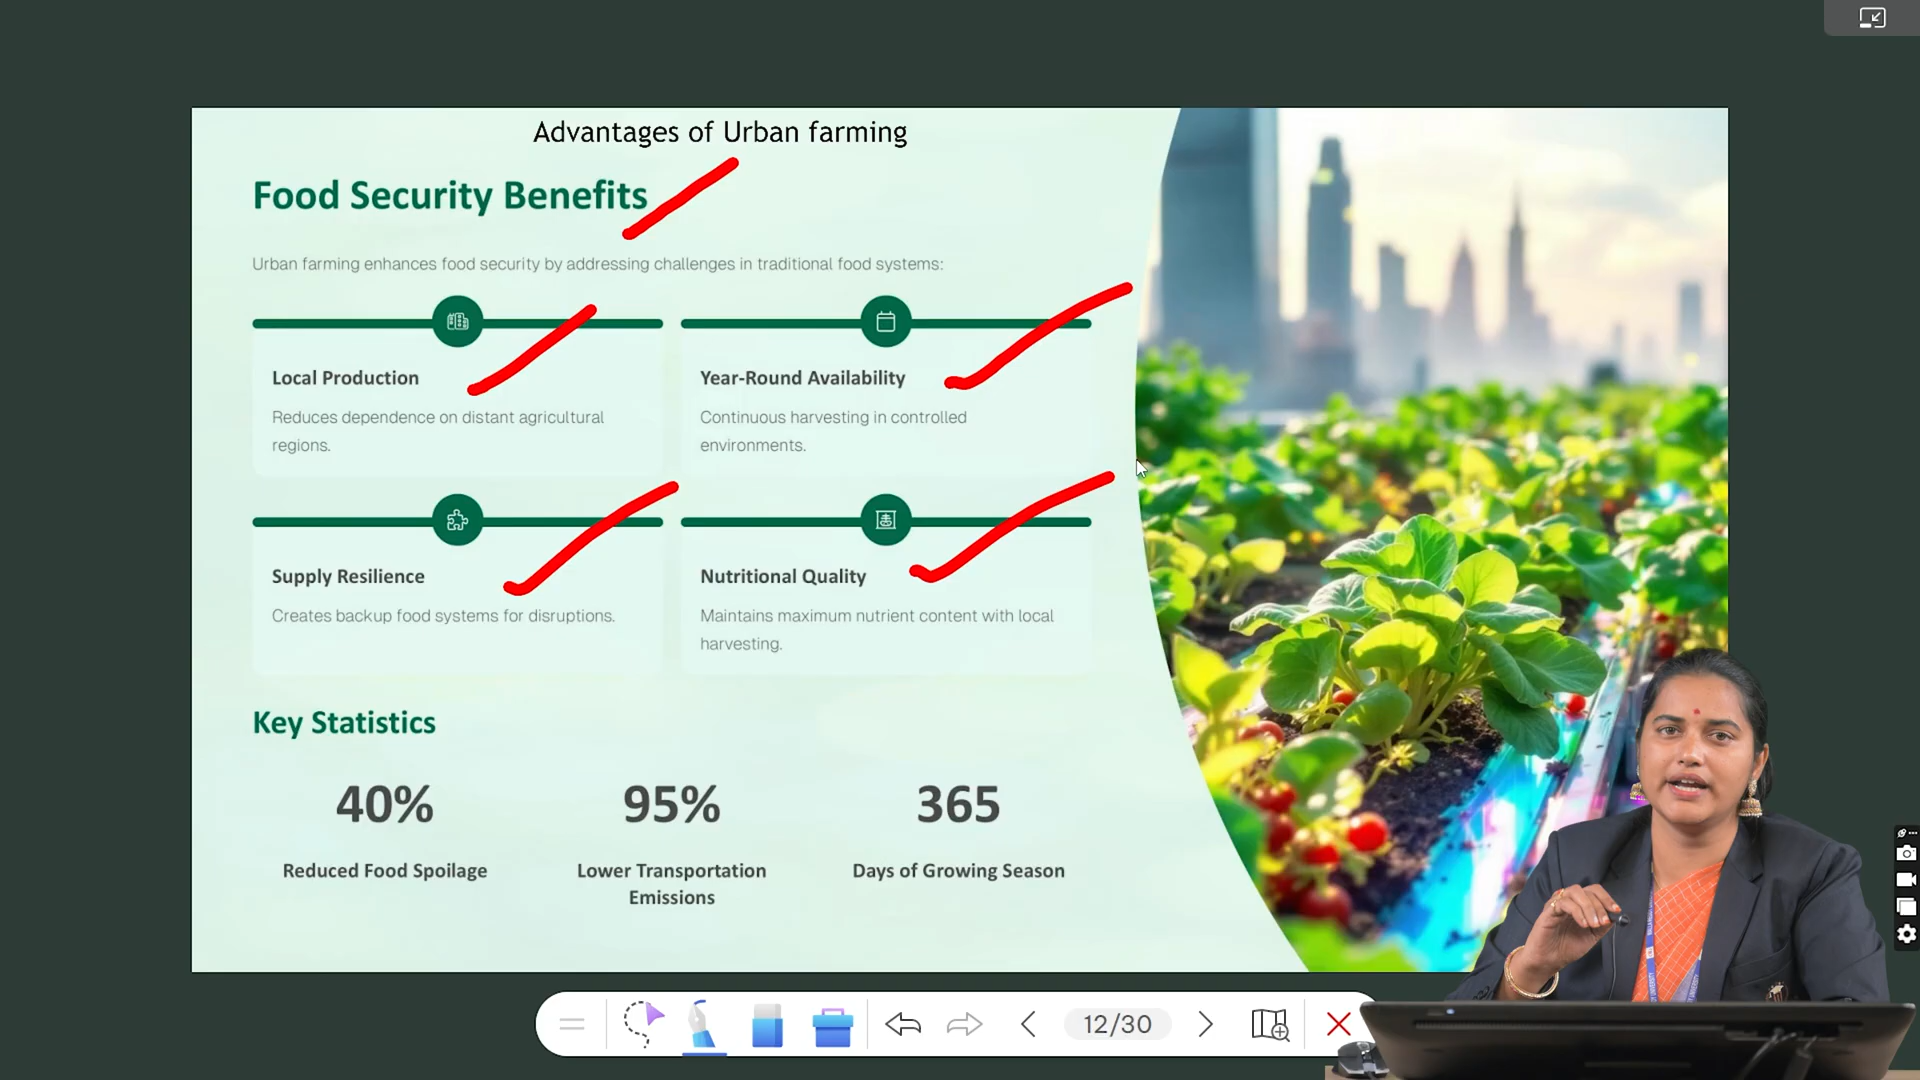 Advantages of Urban farming
Food Security Benefits
Urban farming enhances food security by addressing challenges in traditional food systems:
Local Production
Reduces dependence on distant agricultural
regions.
Year-Round Availability
Continuous harvesting in controlled
environments.
Supply Resilience
Creates backup food systems for disruptions.
Nutritional Quality
Maintains maximum nutrient content with local
harvesting.
Key Statistics
40%
Reduced Food Spoilage
95%
Lower Transportation
Emissions
365
Days of Growing Season
12/30